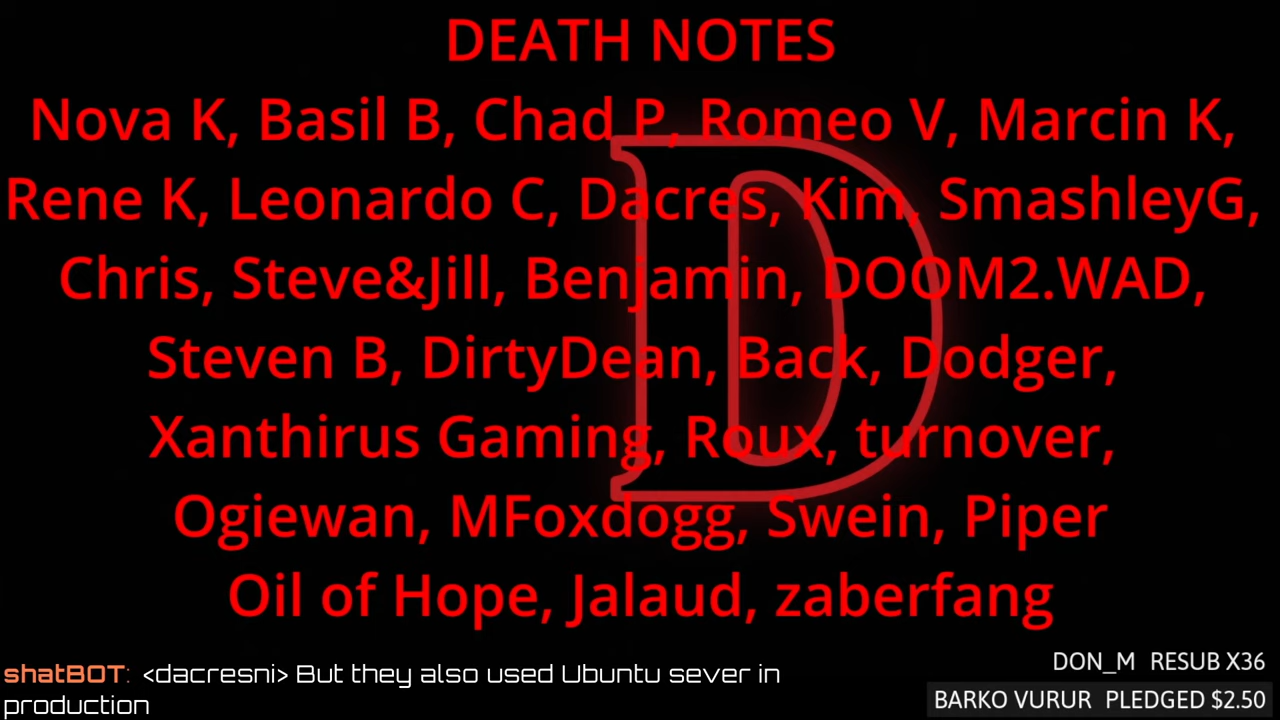 DEATH NOTES
Nova K, Basil B, Chad P, Romeo V, Marcin K,
Rene K, Leonardo C, Dacres, Kim, SmashleyG,
Chris, Steve&Jill, Benjamin, DOOM2.WAD,
Steven B, DirtyDean, Back, Dodger,
Xanthirus Gaming, Roux, turnover,
Ogiewan, MFoxdogg, Swein, Piper
Oil of Hope, Jalaud, zaberfang
D
shatBOT: <dacresni> But they also used Ubuntu sever in
production
DON_M RESUB X36
BARKO VURUR PLEDGED $2.50